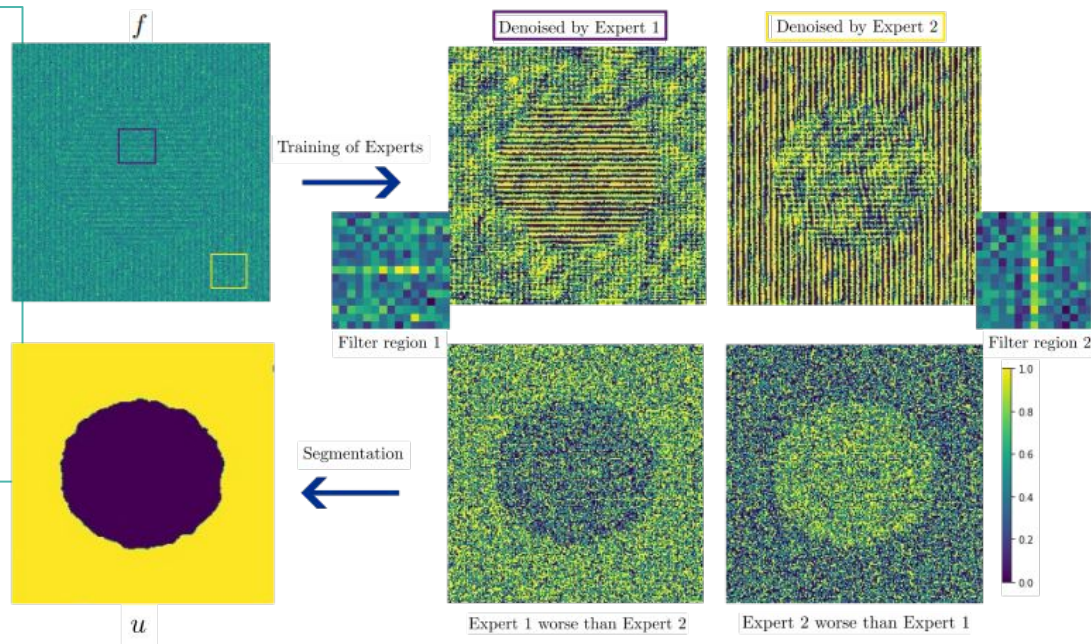 f
Denoised by Expert 1
Denoised by Expert 2
Training of Experts
Filter region 1
Filter region 2
1.0
0.8
0.6
0.4
0.2
0.0
Segmentation
u
Expert 1 worse than Expert 2
Expert 2 worse than Expert 1